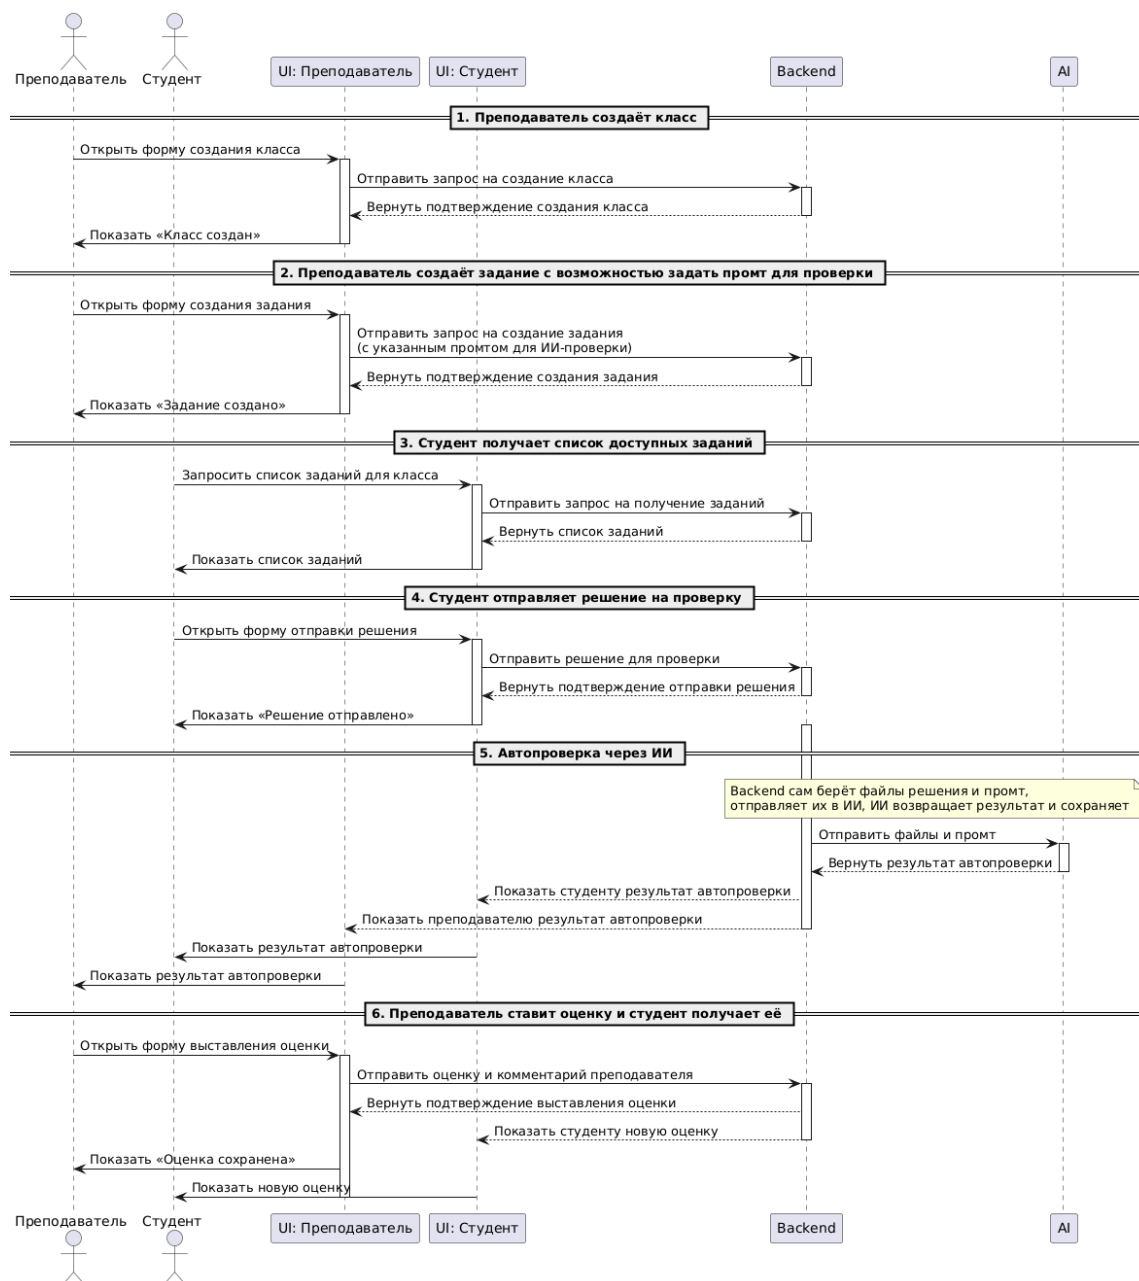 Преподаватель
Студент
UI: Преподаватель
UI: Студент
Backend
AI
1. Преподаватель создаёт класс
Открыть форму создания класса
Отправить запрос на создание класса
Вернуть подтверждение создания класса
Показать «Класс создан»
2. Преподаватель создаёт задание с возможностью задать промт для проверки
Открыть форму создания задания
Отправить запрос на создание задания
(с указанным промтом для ИИ-проверки)
Вернуть подтверждение создания задания
Показать «Задание создано»
3. Студент получает список доступных заданий
Запросить список заданий для класса
Отправить запрос на получение заданий
Вернуть список заданий
Показать список заданий
4. Студент отправляет решение на проверку
Открыть форму отправки решения
Отправить решение для проверки
Вернуть подтверждение отправки решения
Показать «Решение отправлено»
5. Автопроверка через ИИ
Backend сам берёт файлы решения и промт,
отправляет их в ИИ, ИИ возвращает результат и сохраняет
Отправить файлы и промт
Вернуть результат автопроверки
Показать студенту результат автопроверки
Показать преподавателю результат автопроверки
Показать результат автопроверки
Показать результат автопроверки
6. Преподаватель ставит оценку и студент получает её
Открыть форму выставления оценки
Отправить оценку и комментарий преподавателя
Вернуть подтверждение выставления оценки
Показать студенту новую оценку
Показать «Оценка сохранена»
Показать новую оценку
Преподаватель
Студент
UI: Преподаватель
UI: Студент
Backend
AI